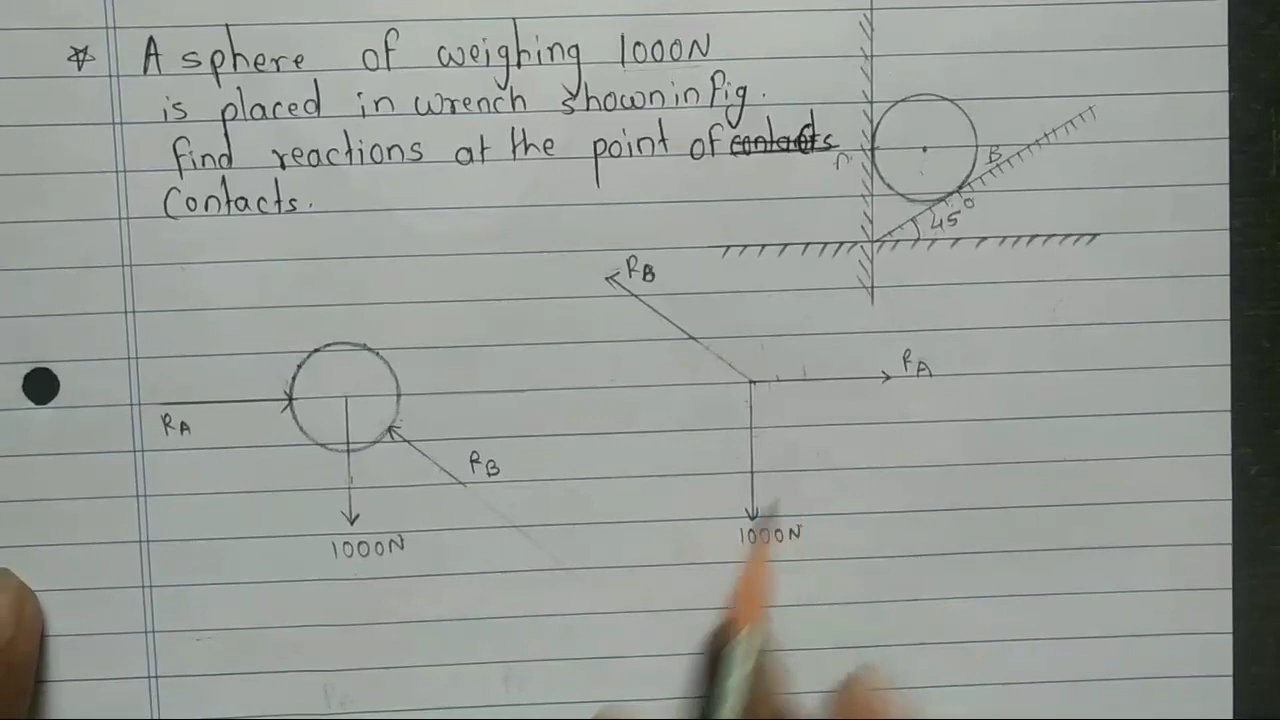 A sphere of weighing 1000N
is placed in wrench shown in fig.
find reactions at the point of contacts
Contacts.
B
45°
RB
RA
RA
RB
1000N
1000N